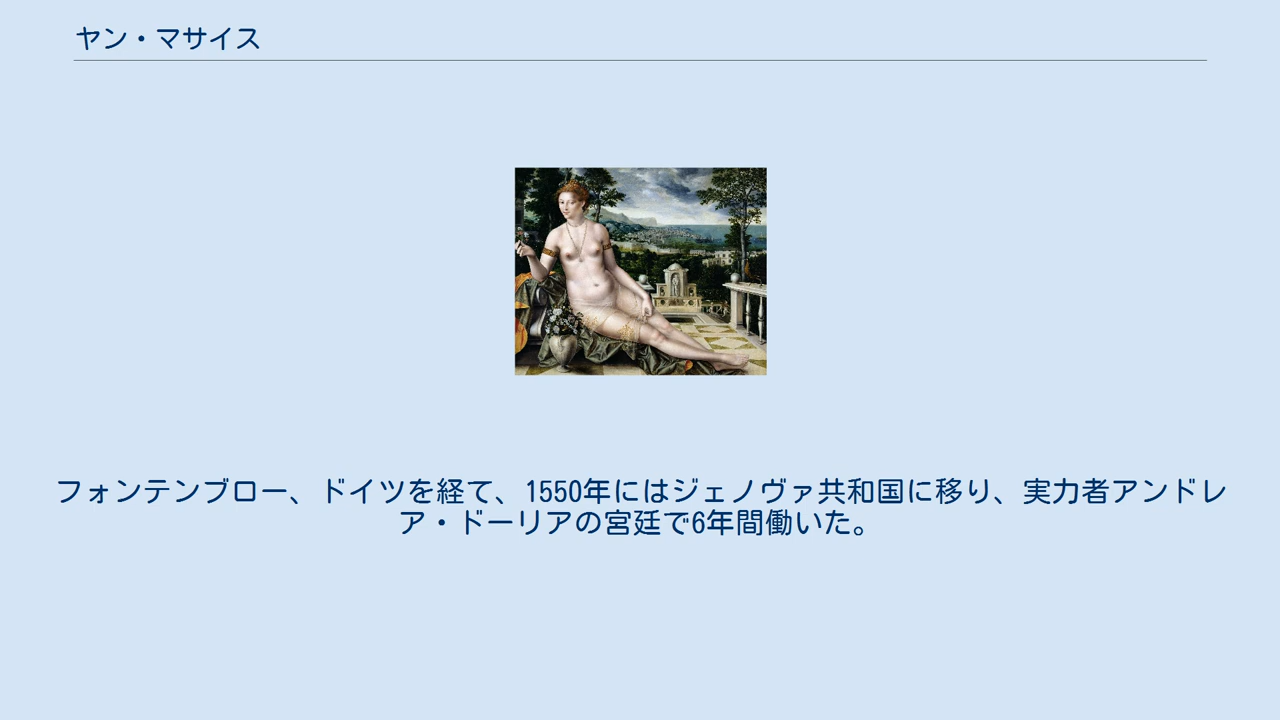 ヤン・マサイス
フォンテンブロー、ドイツを経て、1550年にはジェノヴァ共和国に移り、実力者アンドレ
ア・ドーリアの宮廷で6年間働いた。